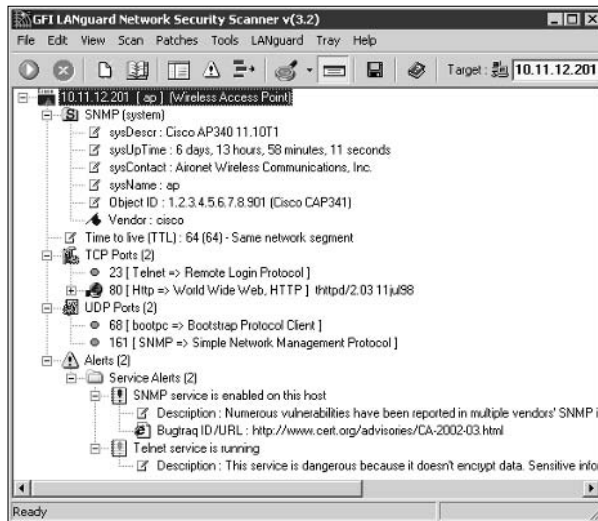 GFI LANguard Network Security Scanner v(3.2)
File Edit View Scan Patches Tools LANguard Tray Help
Target : 10.11.12.201
10.11.12.201 [ ap ] (Wireless Access Point)
SNMP (system)
sysDescr : Cisco AP340 11.10T1
sysUpTime : 6 days, 13 hours, 58 minutes, 11 seconds
sysContact : Aironet Wireless Communications, Inc.
sysName : ap
Object ID : 1.2.3.4.5.6.7.8.901 (Cisco CAP341)
Vendor : cisco
Time to live (TTL) : 64 (64) - Same network segment
TCP Ports (2)
23 [ Telnet => Remote Login Protocol ]
80 [ Http => World Wide Web, HTTP ] thttpd/2.03 11jul98
UDP Ports (2)
68 [ bootpc => Bootstrap Protocol Client ]
161 [ SNMP => Simple Network Management Protocol ]
Alerts (2)
Service Alerts (2)
SNMP service is enabled on this host
Description : Numerous vulnerabilities have been reported in multiple vendors' SNMP i
Bugtraq ID/URL : http://www.cert.org/advisories/CA-2002-03.html
Telnet service is running
Description : This service is dangerous because it doesn't encrypt data. Sensitive info
Ready